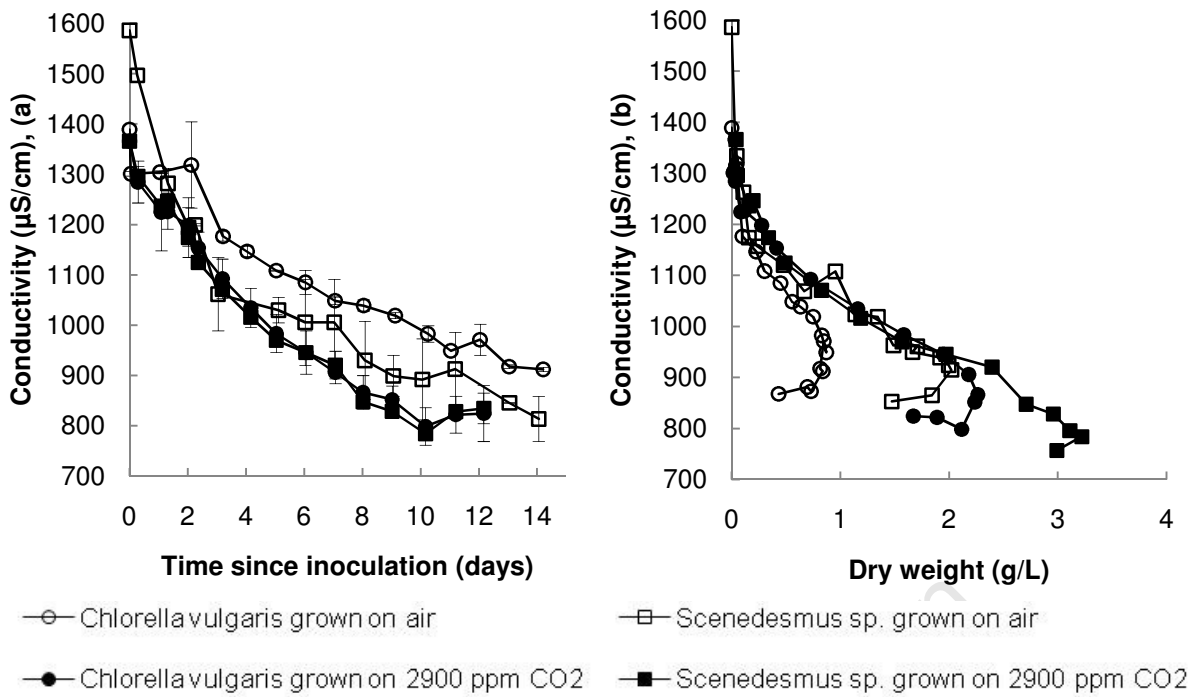 Conductivity (µS/cm), (a)
1600
1500
1400
1300
1200
1100
1000
900
800
700
0 2 4 6 8 10 12 14
Time since inoculation (days)
Conductivity (µS/cm), (b)
1600
1500
1400
1300
1200
1100
1000
900
800
700
0 1 2 3 4
Dry weight (g/L)
Chlorella vulgaris grown on air
Scenedesmus sp. grown on air
Chlorella vulgaris grown on 2900 ppm CO2
Scenedesmus sp. grown on 2900 ppm CO2